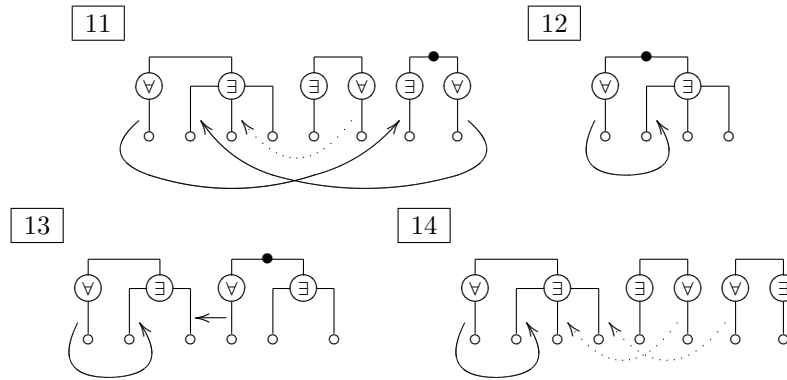 11 12
∀ ∃ ∃ ∀ ∃ ∀ ∀ ∃
13 14
∀ ∃ ∀ ∃ ∀ ∃ ∃ ∀ ∀ ∃